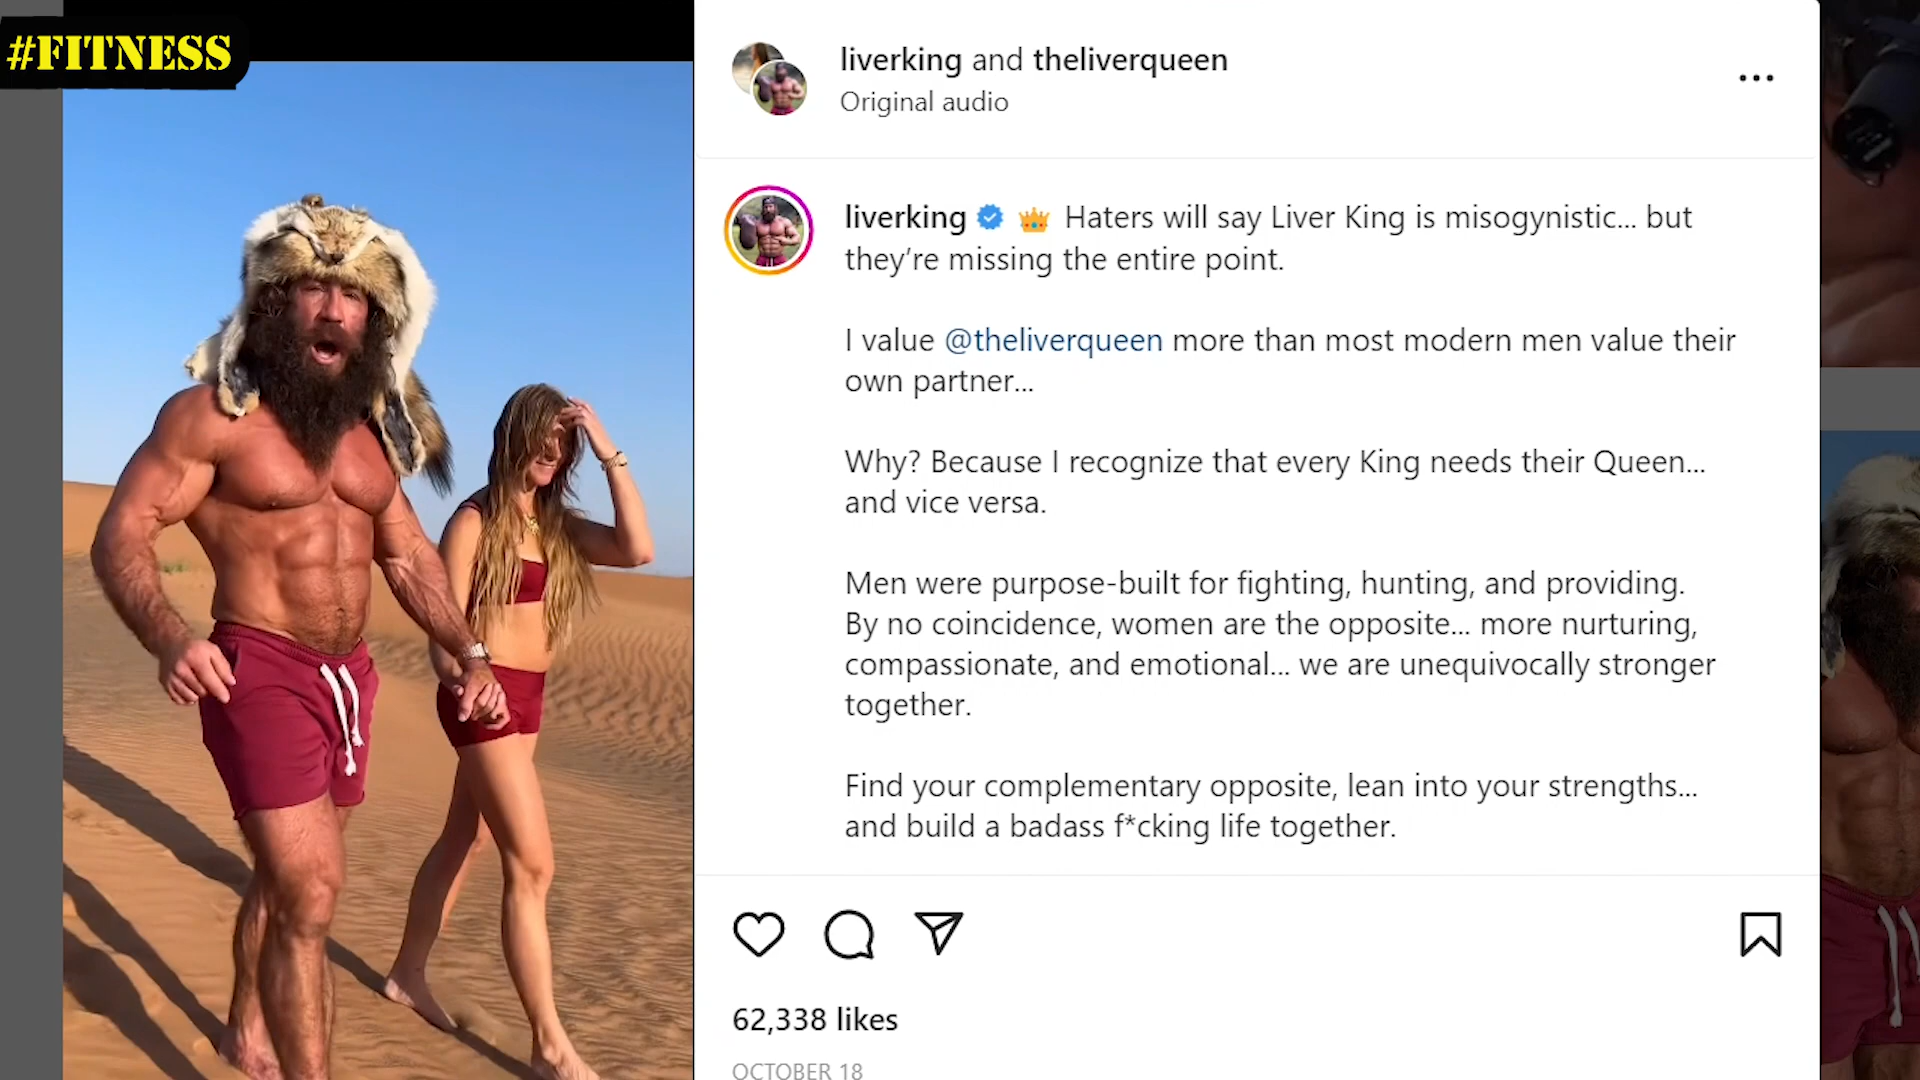 #FITNESS
liverking and theliverqueen
Original audio
liverking 👑 Haters will say Liver King is misogynistic... but
they’re missing the entire point.
I value @theliverqueen more than most modern men value their
own partner...
Why? Because I recognize that every King needs their Queen...
and vice versa.
Men were purpose-built for fighting, hunting, and providing.
By no coincidence, women are the opposite... more nurturing,
compassionate, and emotional... we are unequivocally stronger
together.
Find your complementary opposite, lean into your strengths...
and build a badass f*cking life together.
62,338 likes
OCTOBER 18